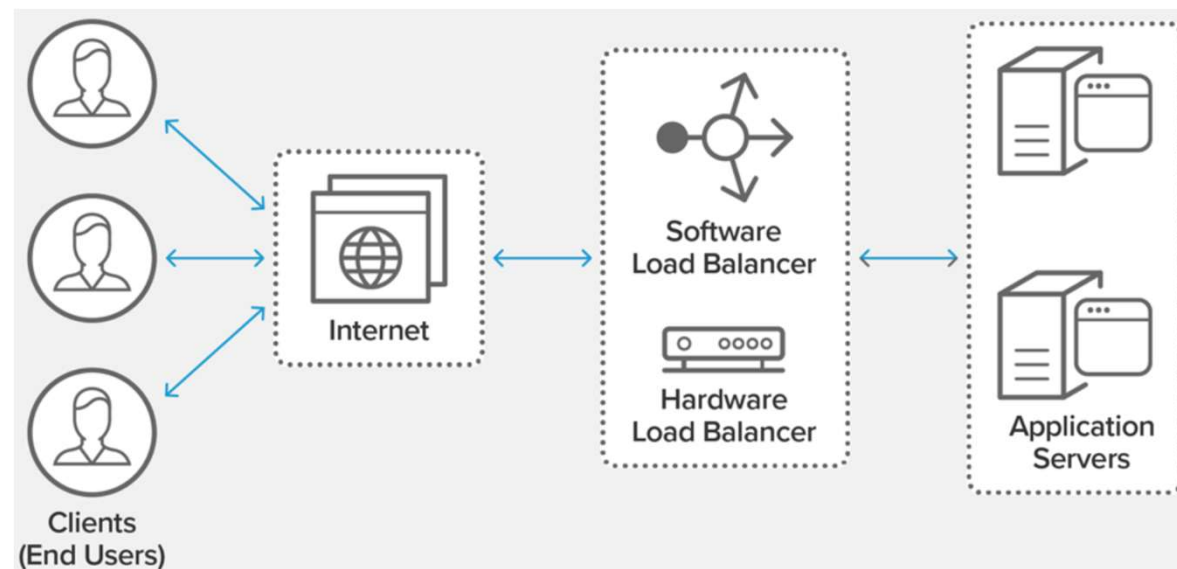 Clients
(End Users)
Internet
Software
Load Balancer
Hardware
Load Balancer
Application
Servers